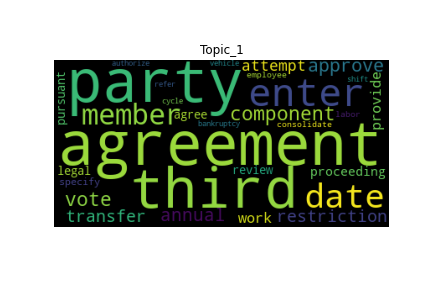 Topic_1
authorize vehicle attempt approve
party employee shift
pursuant refer enter provide
member cycle agree component labor
bankruptcy consolidate
agreement
legal review proceeding
specify third date
vote
transfer annual work restriction